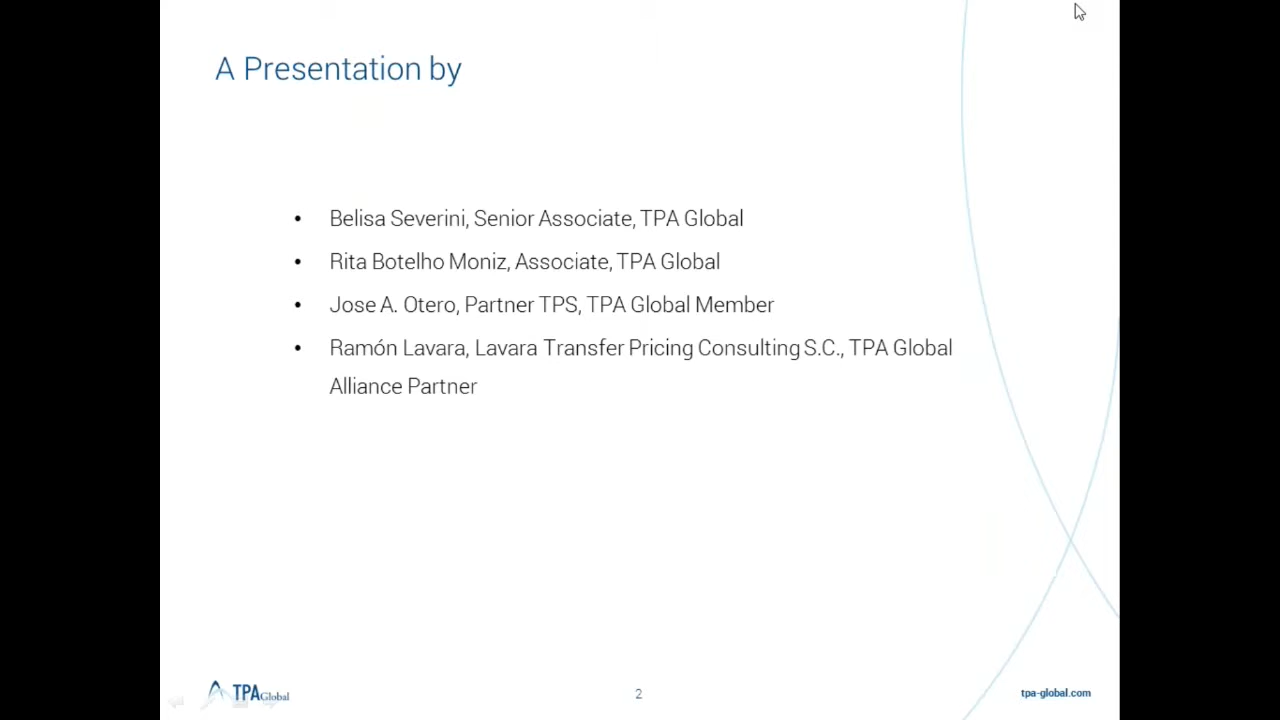 A Presentation by
• Belisa Severini, Senior Associate, TPA Global
• Rita Botelho Moniz, Associate, TPA Global
• Jose A. Otero, Partner TPS, TPA Global Member
• Ramón Lavara, Lavara Transfer Pricing Consulting S.C., TPA Global
Alliance Partner
TPA Global
2
tpa-global.com